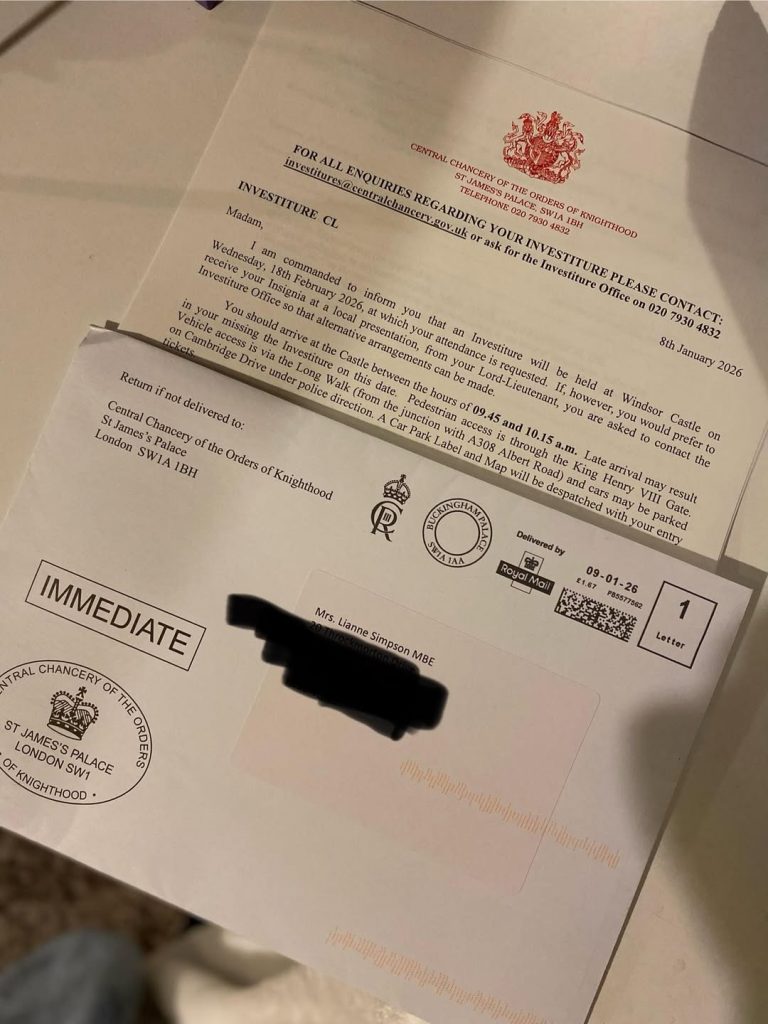 CENTRAL CHANCERY OF THE ORDERS OF KNIGHTHOOD
ST JAMES'S PALACE, SW1A 1BH
TELEPHONE 020 7930 4832
FOR ALL ENQUIRIES REGARDING YOUR INVESTITURE PLEASE CONTACT:
investitures@centralchancery.gov.uk or ask for the Investiture Office on 020 7930 4832
8th January 2026
INVESTITURE CL
Madam,
I am commanded to inform you that an Investiture will be held at Windsor Castle on
Wednesday, 18th February 2026, at which your attendance is requested. If, however, you would prefer to
receive your Insignia at a local presentation, from your Lord-Lieutenant, you are asked to contact the
Investiture Office so that alternative arrangements can be made.
You should arrive at the Castle between the hours of 09.45 and 10.15 a.m. Late arrival may result
in your missing the Investiture on this date. Pedestrian access is through the King Henry VIII Gate.
Vehicle access is via the Long Walk (from the junction with A308 Albert Road) and cars may be parked
on Cambridge Drive under police direction. A Car Park Label and Map will be despatched with your entry
tickets.
Return if not delivered to:
Central Chancery of the Orders of Knighthood
St James's Palace
London SW1A 1BH
CIIIR
BUCKINGHAM PALACE
SW1A 1AA
Delivered by
Royal Mail
09-01-26
£1.67 PB5577562
1
Letter
IMMEDIATE
Mrs. Lianne Simpson MBE
CENTRAL CHANCERY OF THE ORDERS
ST JAMES'S PALACE
LONDON SW1
OF KNIGHTHOOD